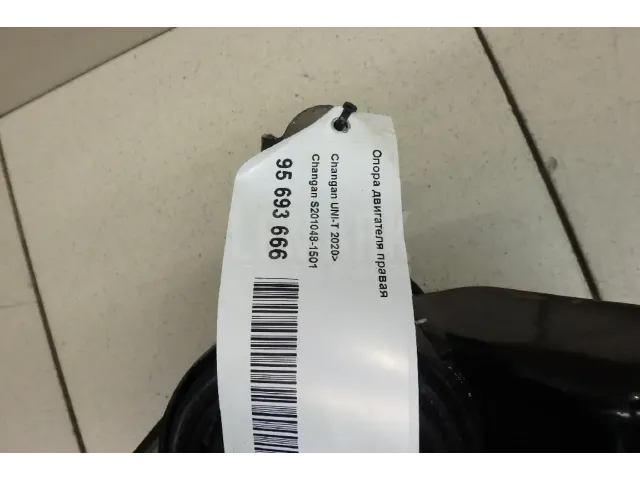 Опора двигателя правая
Changan UNI-T 2020>
Changan S201048-1501
95 693 666